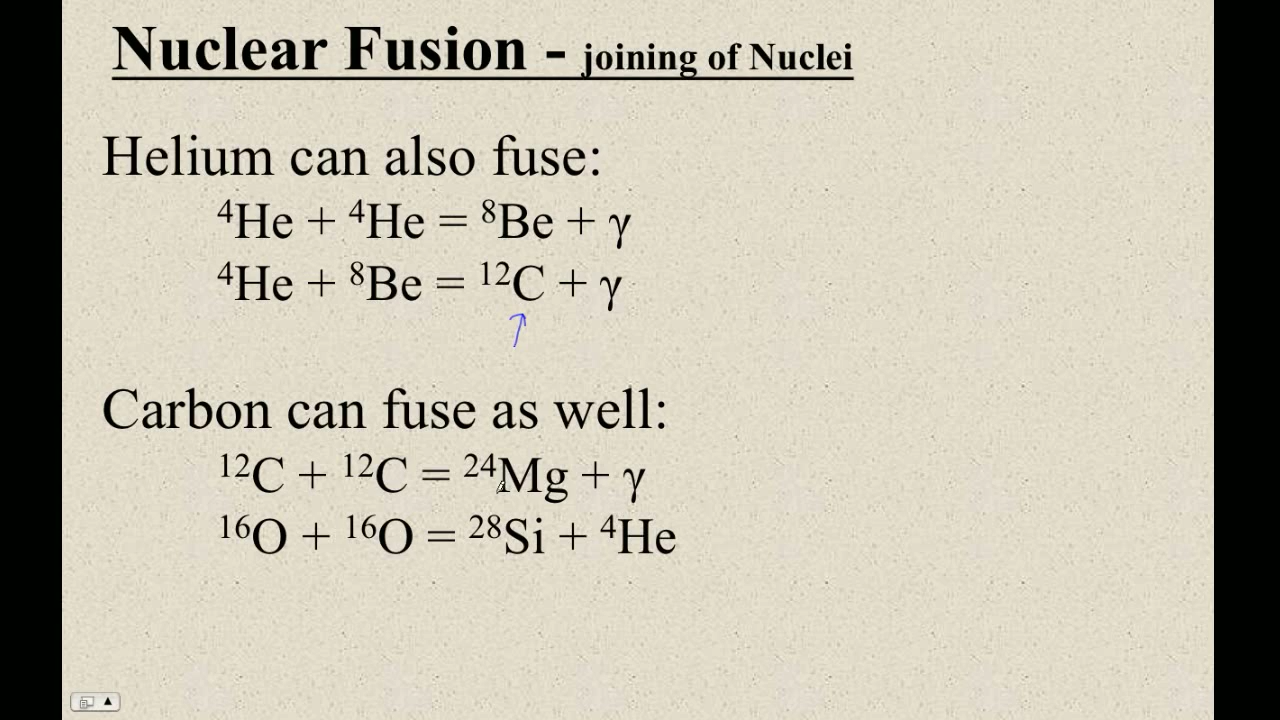 Nuclear Fusion - joining of Nuclei
Helium can also fuse:
⁴He + ⁴He = ⁸Be + γ
⁴He + ⁸Be = ¹²C + γ
Carbon can fuse as well:
¹²C + ¹²C = ²⁴Mg + γ
¹⁶O + ¹⁶O = ²⁸Si + ⁴He